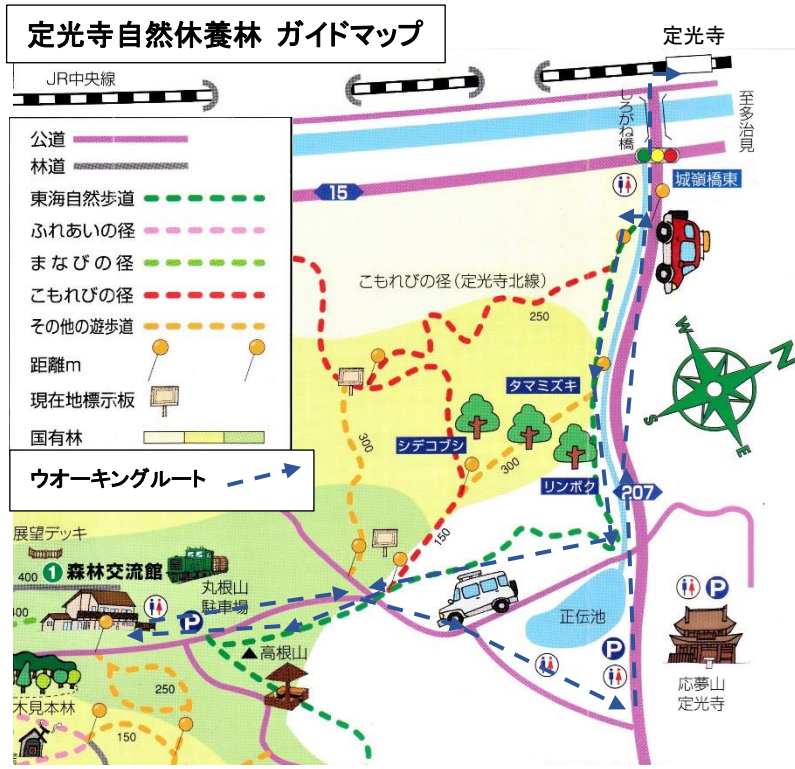 定光寺自然休養林 ガイドマップ
定光寺
JR中央線
しろがね橋
至多治見
公道
林道
東海自然歩道
ふれあいの径
まなびの径
こもれびの径
その他の遊歩道
距離m
現在地標示板
国有林
ウオーキングルート
15
城嶺橋東
こもれびの径(定光寺北線)
250
タマミズキ
シデコブシ
リンボク
300
300
150
207
W
N
S
E
展望デッキ
400
1 森林交流館
丸根山
駐車場
400
P
▲高根山
正伝池
P
P
応夢山
定光寺
250
木見本林
150